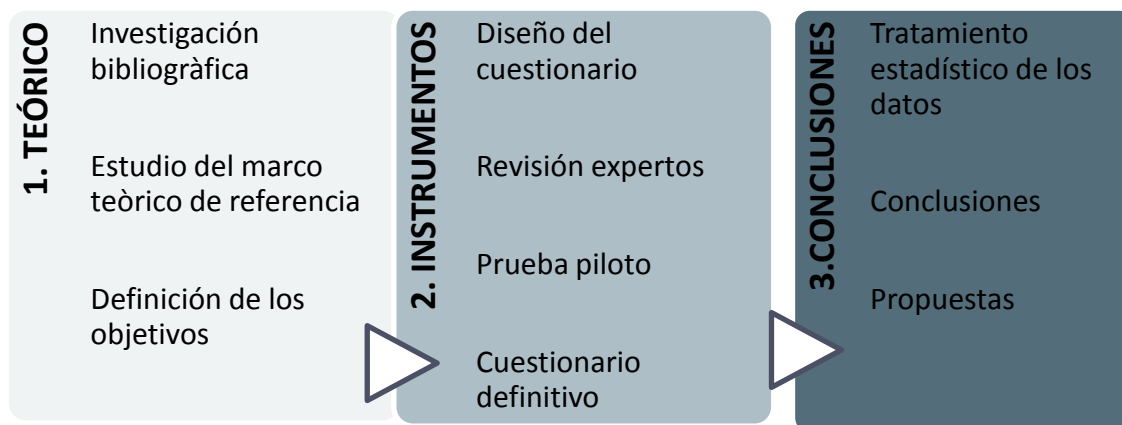 1. TEÓRICO
Investigación
bibliogràfica
Estudio del marco
teòrico de referencia
Definición de los
objetivos
2. INSTRUMENTOS
Diseño del
cuestionario
Revisión expertos
Prueba piloto
Cuestionario
definitivo
3.CONCLUSIONES
Tratamiento
estadístico de los
datos
Conclusiones
Propuestas